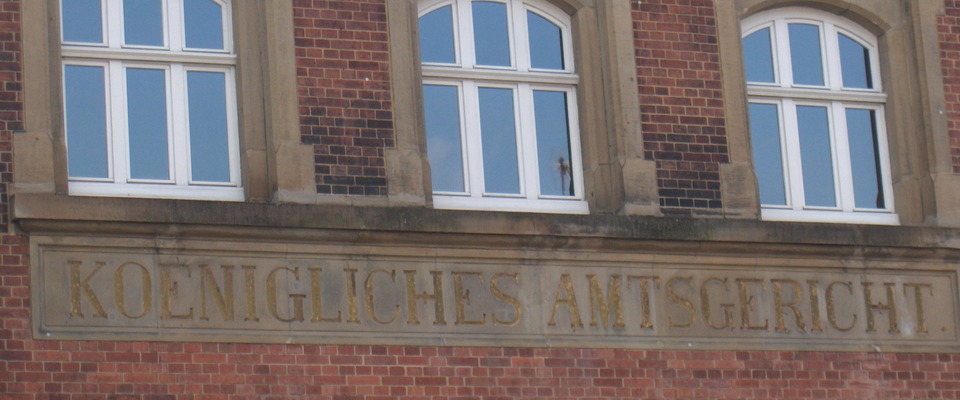 KOENIGLICHES AMTSGERICHT.